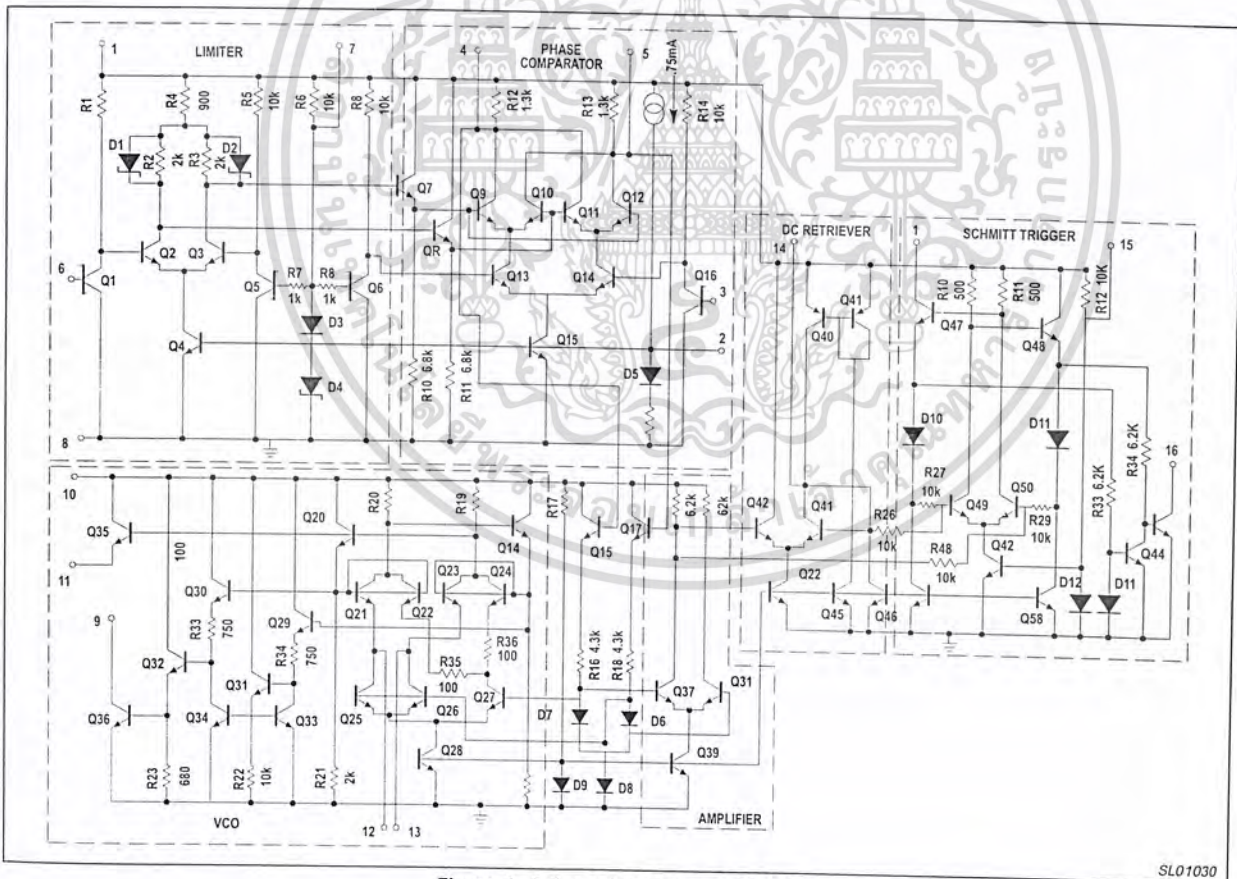 1
LIMITER
7
4
PHASE
COMPARATOR
5
.75mA
R1
R4
900
R5
10k
R6
10k
R8
10k
R12
1.3k
R13
1.3k
R14
10k
D1
R2
2k
R3
2k
D2
Q7
Q9
Q10
Q11
Q12
6
Q1
Q2
Q3
Q5
R7
1k
R8
1k
Q6
Q13
Q14
Q16
3
2
D3
D4
Q4
Q15
D5
R10 6.8k
R11 6.8k
8
DC RETRIEVER
14
1
SCHMITT TRIGGER
15
Q40
Q41
Q47
R10
500
R11
500
Q48
R12 10K
D10
D11
R33 6.2K
R34 6.2K
16
R27
10k
Q49
Q50
R29
10k
R26
10k
R48
10k
Q42
Q44
D12
D11
Q58
Q42
Q41
Q22
Q45
Q46
10
Q35
11
100
Q20
R20
R19
Q14
R17
Q15
Q17
6.2k
62k
9
Q30
R33
750
Q29
R34
750
Q21
Q22
Q23
Q24
R36
100
R35
100
Q32
Q31
Q36
Q34
Q33
Q25
Q26
Q27
D7
R16 4.3k
R18 4.3k
D6
Q37
Q31
Q28
Q39
R23
680
R22
10k
R21
2k
D9
D8
VCO
12
13
AMPLIFIER
SL01030